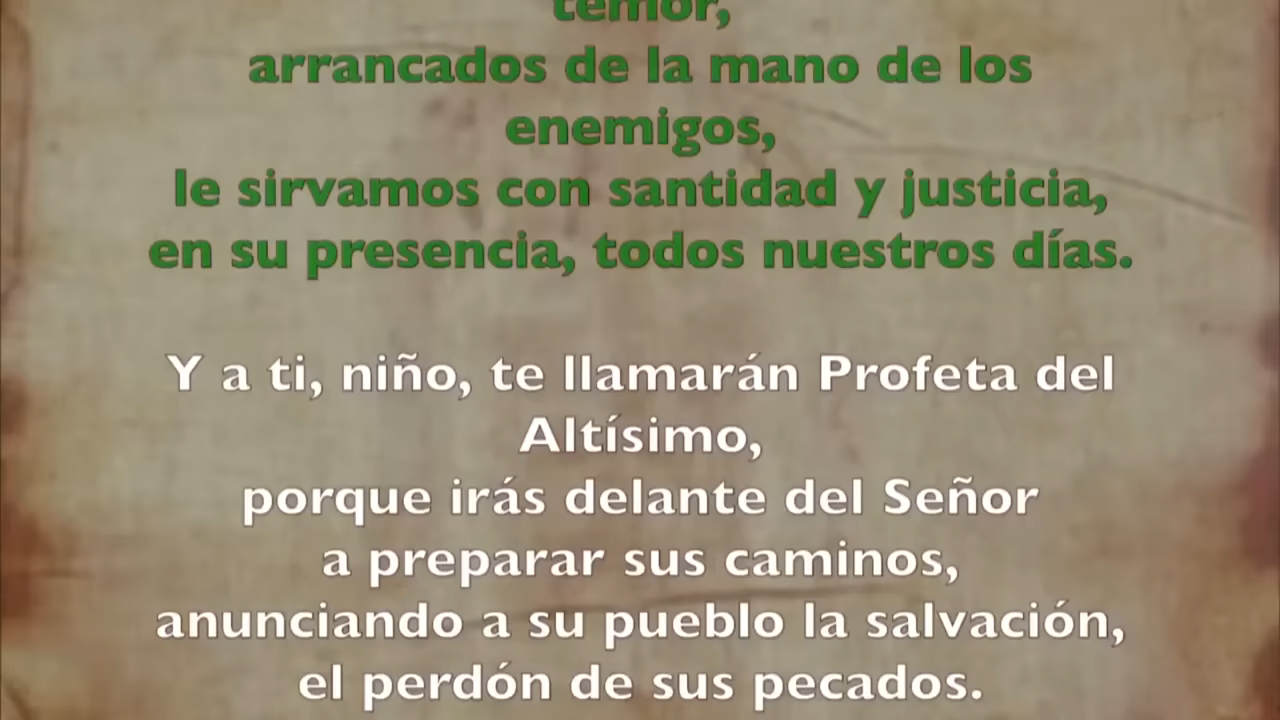 temor,
arrancados de la mano de los
enemigos,
le sirvamos con santidad y justicia,
en su presencia, todos nuestros días.
Y a ti, niño, te llamarán Profeta del
Altísimo,
porque irás delante del Señor
a preparar sus caminos,
anunciando a su pueblo la salvación,
el perdón de sus pecados.